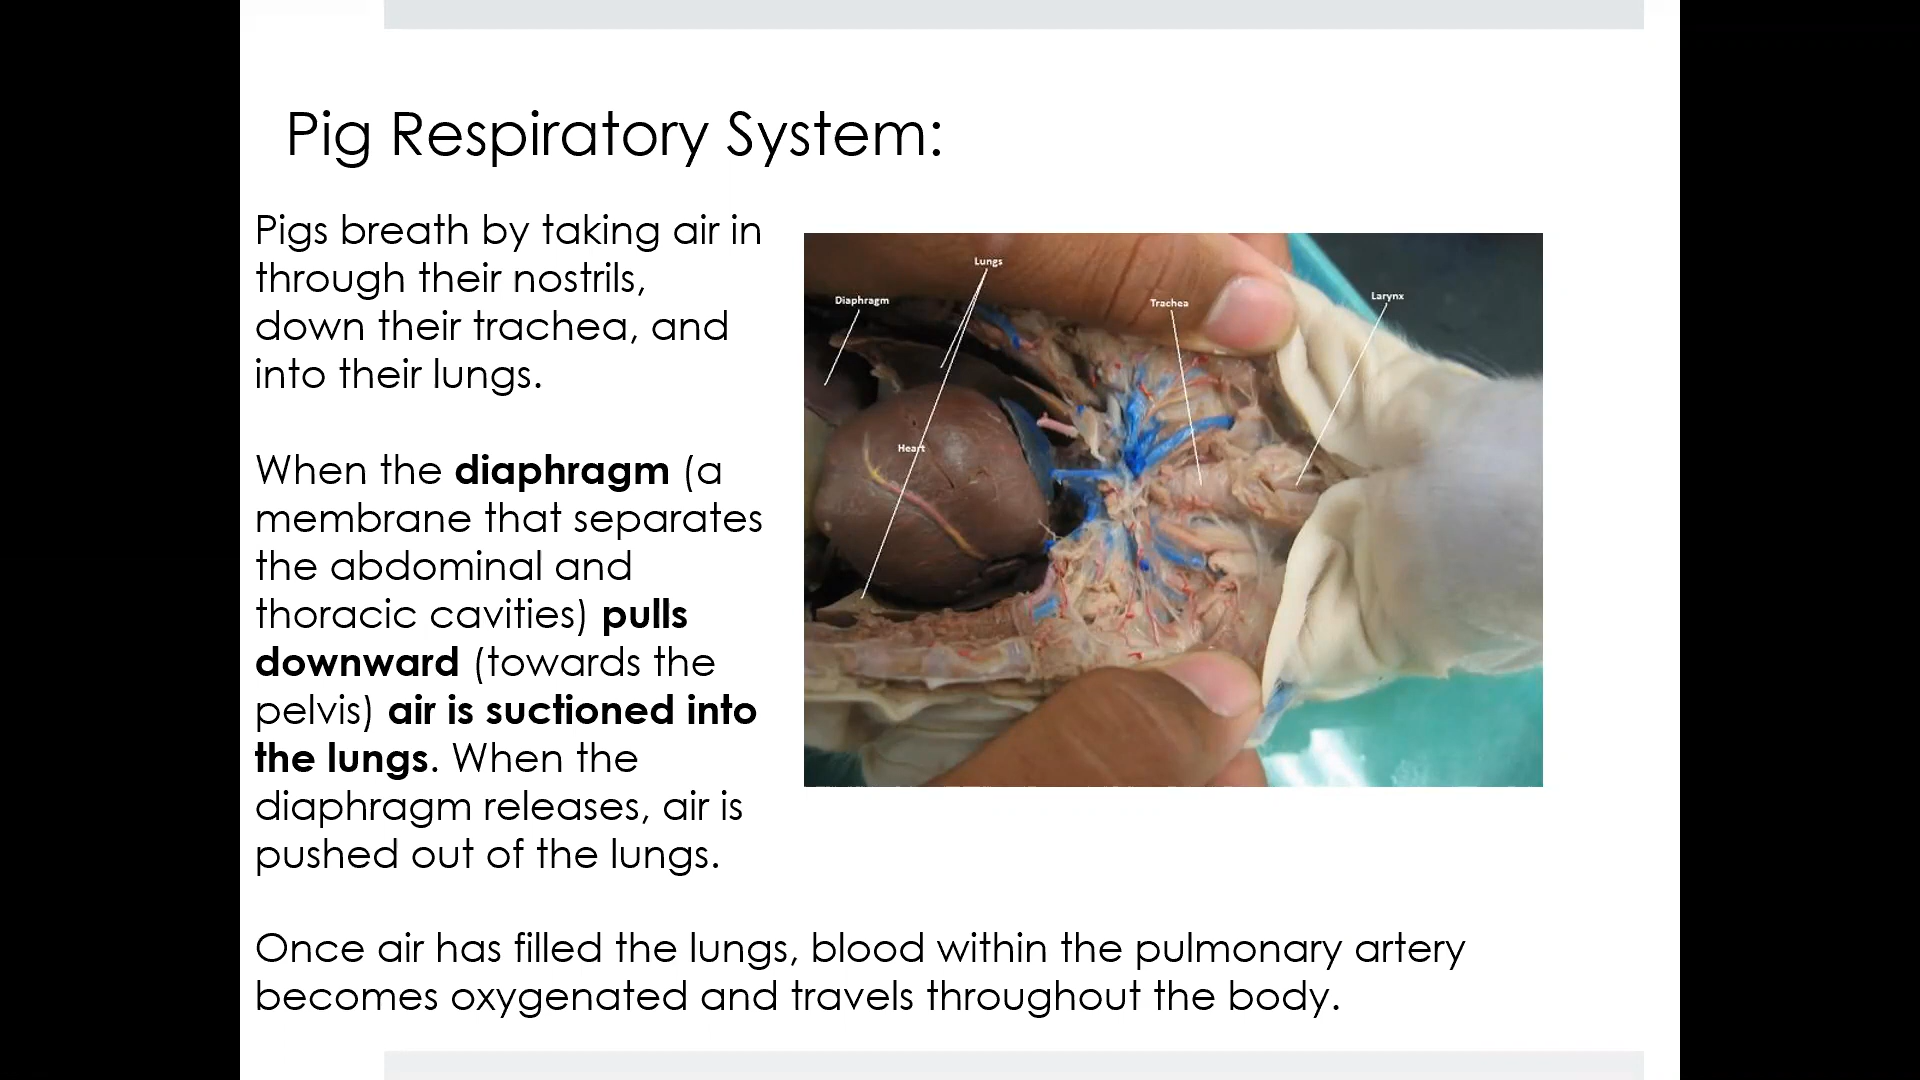 Pig Respiratory System:
Pigs breath by taking air in
through their nostrils,
down their trachea, and
into their lungs.
When the diaphragm (a
membrane that separates
the abdominal and
thoracic cavities) pulls
downward (towards the
pelvis) air is suctioned into
the lungs. When the
diaphragm releases, air is
pushed out of the lungs.
Lungs
Diaphragm
Trachea
Larynx
Heart
Once air has filled the lungs, blood within the pulmonary artery
becomes oxygenated and travels throughout the body.